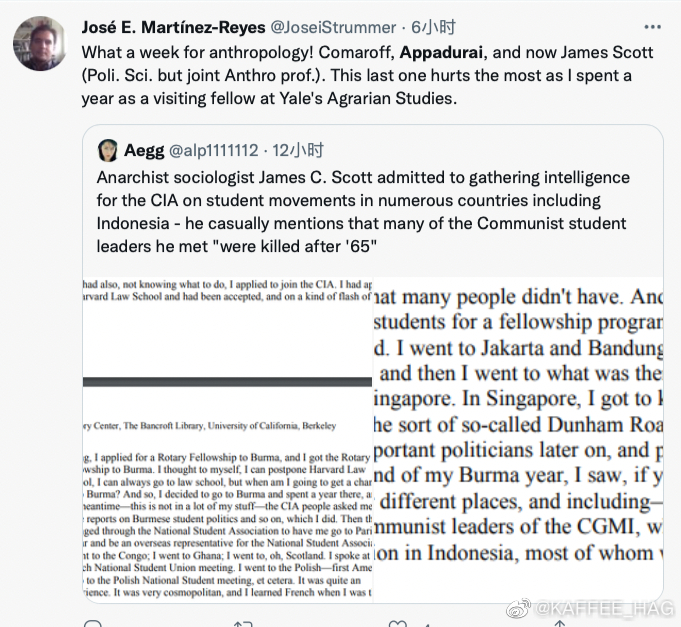 José E. Martínez-Reyes @JoseiStrummer · 6小时
What a week for anthropology! Comaroff, Appadurai, and now James Scott
(Poli. Sci. but joint Anthro prof.). This last one hurts the most as I spent a
year as a visiting fellow at Yale's Agrarian Studies.
Aegg @alp1111112 · 12小时
Anarchist sociologist James C. Scott admitted to gathering intelligence
for the CIA on student movements in numerous countries including
Indonesia - he casually mentions that many of the Communist student
leaders he met "were killed after '65"
had also, not knowing what to do, I applied to join the CIA. I had ap
rvard Law School and had been accepted, and on a kind of flash of
ry Center, The Bancroft Library, University of California, Berkeley
g, I applied for a Rotary Fellowship to Burma, and I got the Rotary
wship to Burma. I thought to myself, I can postpone Harvard Law
ol, I can always go to law school, but when am I going to get a char
Burma? And so, I decided to go to Burma and spent a year there, a
eantime—this is not in a lot of my stuff—the CIA people asked me
reports on Burmese student politics and so on, which I did. Then th
ged through the National Student Association to have me go to Pari
r and be an overseas representative for the National Student Associ
t to the Congo; I went to Ghana; I went to, oh, Scotland. I spoke at
ch National Student Union meeting. I went to the Polish—first Ame
to the Polish National Student meeting, et cetera. It was quite an
rience. It was very cosmopolitan, and I learned French when I was t
hat many people didn't have. And
students for a fellowship program
d. I went to Jakarta and Bandung
and then I went to what was the
ingapore. In Singapore, I got to k
he sort of so-called Dunham Roa
portant politicians later on, and p
nd of my Burma year, I saw, if y
different places, and including—
mmunist leaders of the CGMI, w
on in Indonesia, most of whom
@KAFFEE_HAG